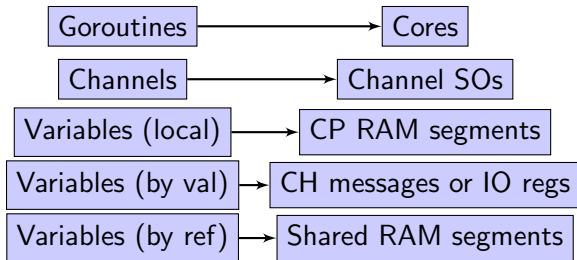 Goroutines Cores
Channels Channel SOs
Variables (local) CP RAM segments
Variables (by val) CH messages or IO regs
Variables (by ref) Shared RAM segments